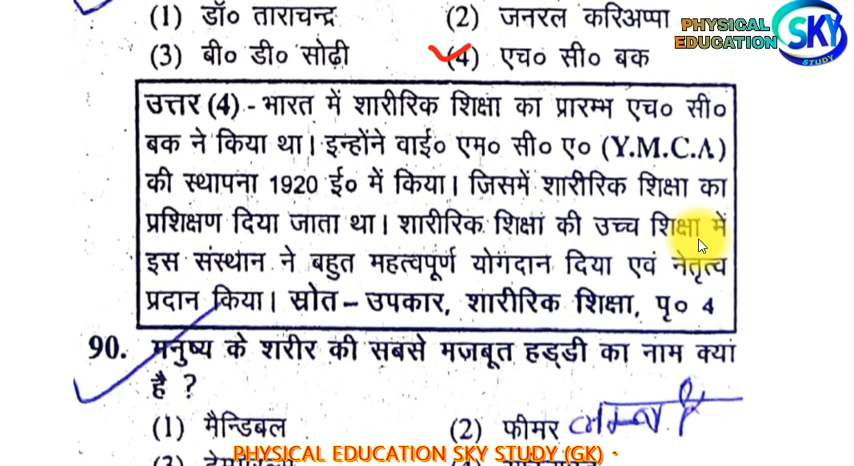 (1) डॉ० ताराचन्द्र (2) जनरल करिअप्पा
PHYSICAL EDUCATION
SKY
STUDY
(3) बी० डी० सोढ़ी (4) एच० सी० बक
उत्तर (4) - भारत में शारीरिक शिक्षा का प्रारम्भ एच० सी०
बक ने किया था। इन्होंने वाई० एम० सी० ए० (Y.M.C.A)
की स्थापना 1920 ई० में किया। जिसमें शारीरिक शिक्षा का
प्रशिक्षण दिया जाता था। शारीरिक शिक्षा की उच्च शिक्षा में
इस संस्थान ने बहुत महत्वपूर्ण योगदान दिया एवं नेतृत्व
प्रदान किया। स्रोत – उपकार, शारीरिक शिक्षा, पृ० 4
90. मनुष्य के शरीर की सबसे मज़बूत हड्डी का नाम क्या
है ?
(1) मैन्डिबल (2) फीमर
PHYSICAL EDUCATION SKY STUDY (GK)